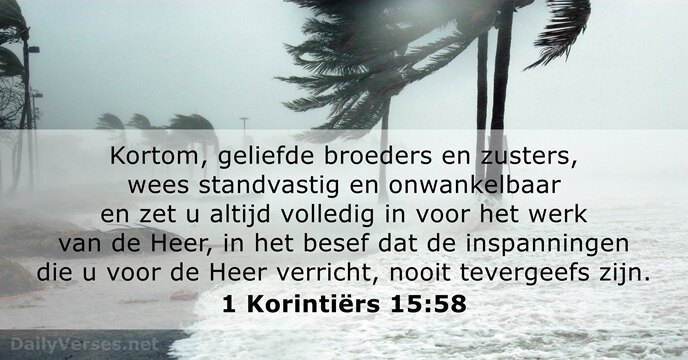 Kortom, geliefde broeders en zusters,
wees standvastig en onwankelbaar
en zet u altijd volledig in voor het werk
van de Heer, in het besef dat de inspanningen
die u voor de Heer verricht, nooit tevergeefs zijn.
1 Korintiërs 15:58
DailyVerses.net